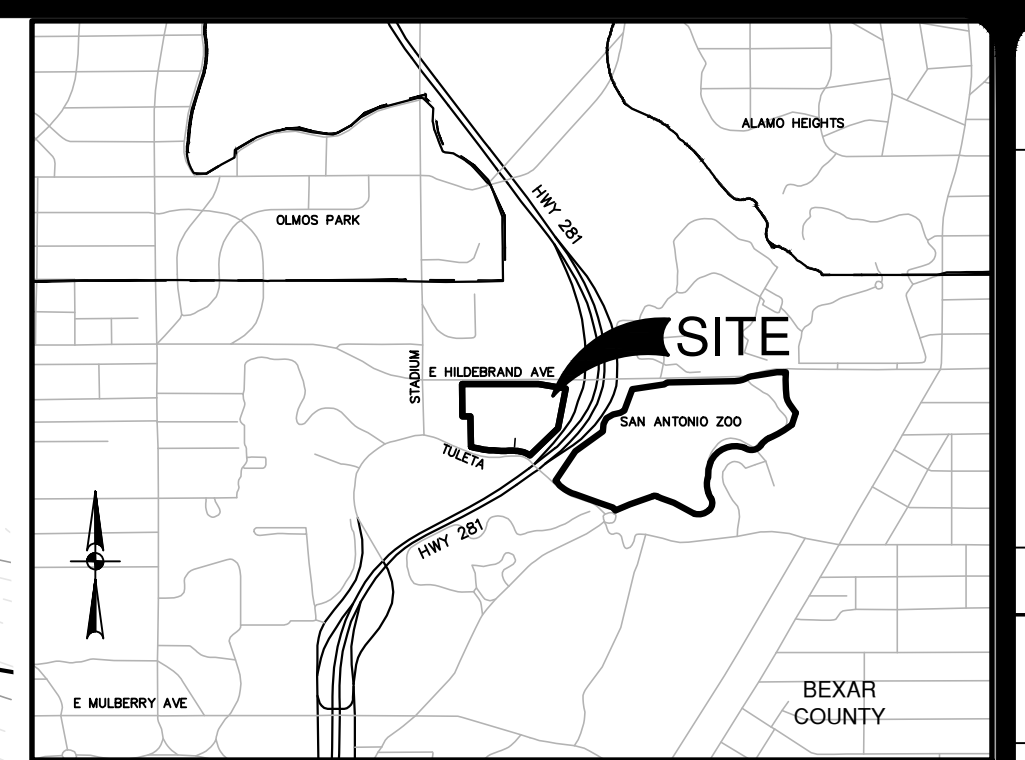 ALAMO HEIGHTS
OLMOS PARK
HWY 281
SITE
STADIUM
E HILDEBRAND AVE
SAN ANTONIO ZOO
TULETA
HWY 281
E MULBERRY AVE
BEXAR
COUNTY